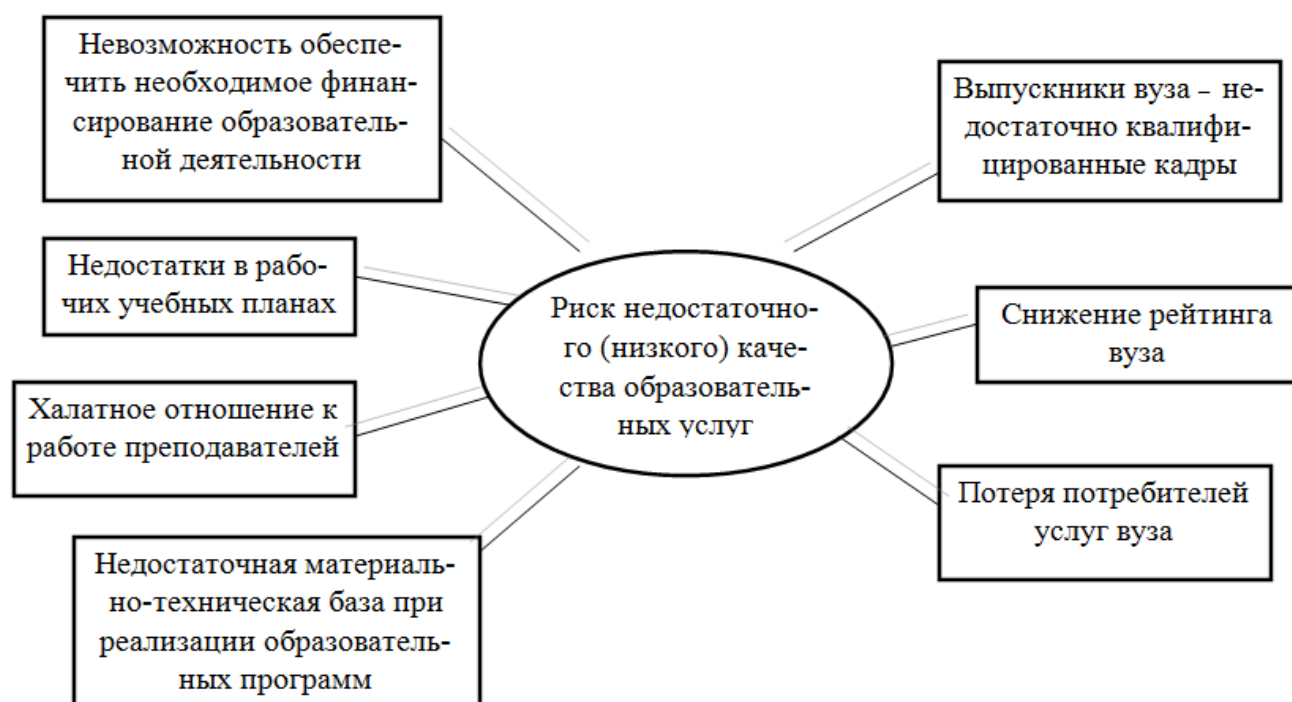 Невозможность обеспе-
чить необходимое финан-
сирование образователь-
ной деятельности
Недостатки в рабо-
чих учебных планах
Халатное отношение к
работе преподавателей
Недостаточная материаль-
но-техническая база при
реализации образователь-
ных программ
Риск недостаточно-
го (низкого) каче-
ства образователь-
ных услуг
Выпускники вуза – не-
достаточно квалифи-
цированные кадры
Снижение рейтинга
вуза
Потеря потребителей
услуг вуза